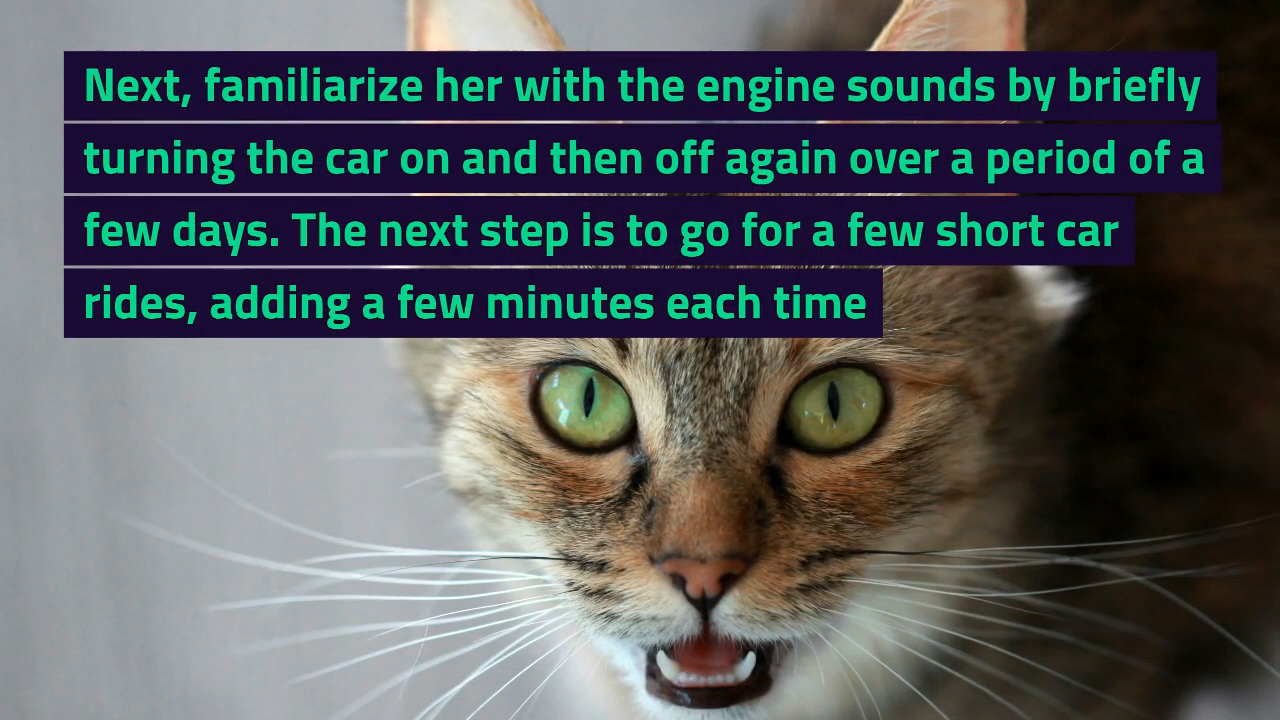 Next, familiarize her with the engine sounds by briefly
turning the car on and then off again over a period of a
few days. The next step is to go for a few short car
rides, adding a few minutes each time